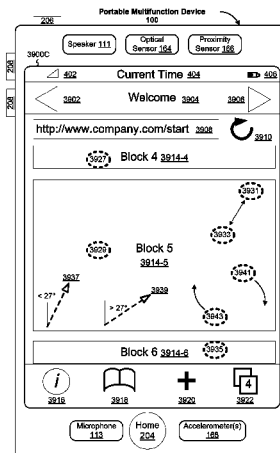 Portable Multifunction Device
100
206
Speaker 111
Optical Sensor 164
Proximity Sensor 166
3900C
208
208
402
Current Time 404
406
3902
Welcome 3904
3906
http://www.company.com/start 3908
3910
3927
Block 4 3914-4
3931
3933
3929
Block 5
3914-5
3937
3939
3941
< 27°
> 27°
3943
Block 6 3914-6
3935
i
4
3916
3918
3920
3922
Microphone 113
Home 204
Accelerometer(s) 168